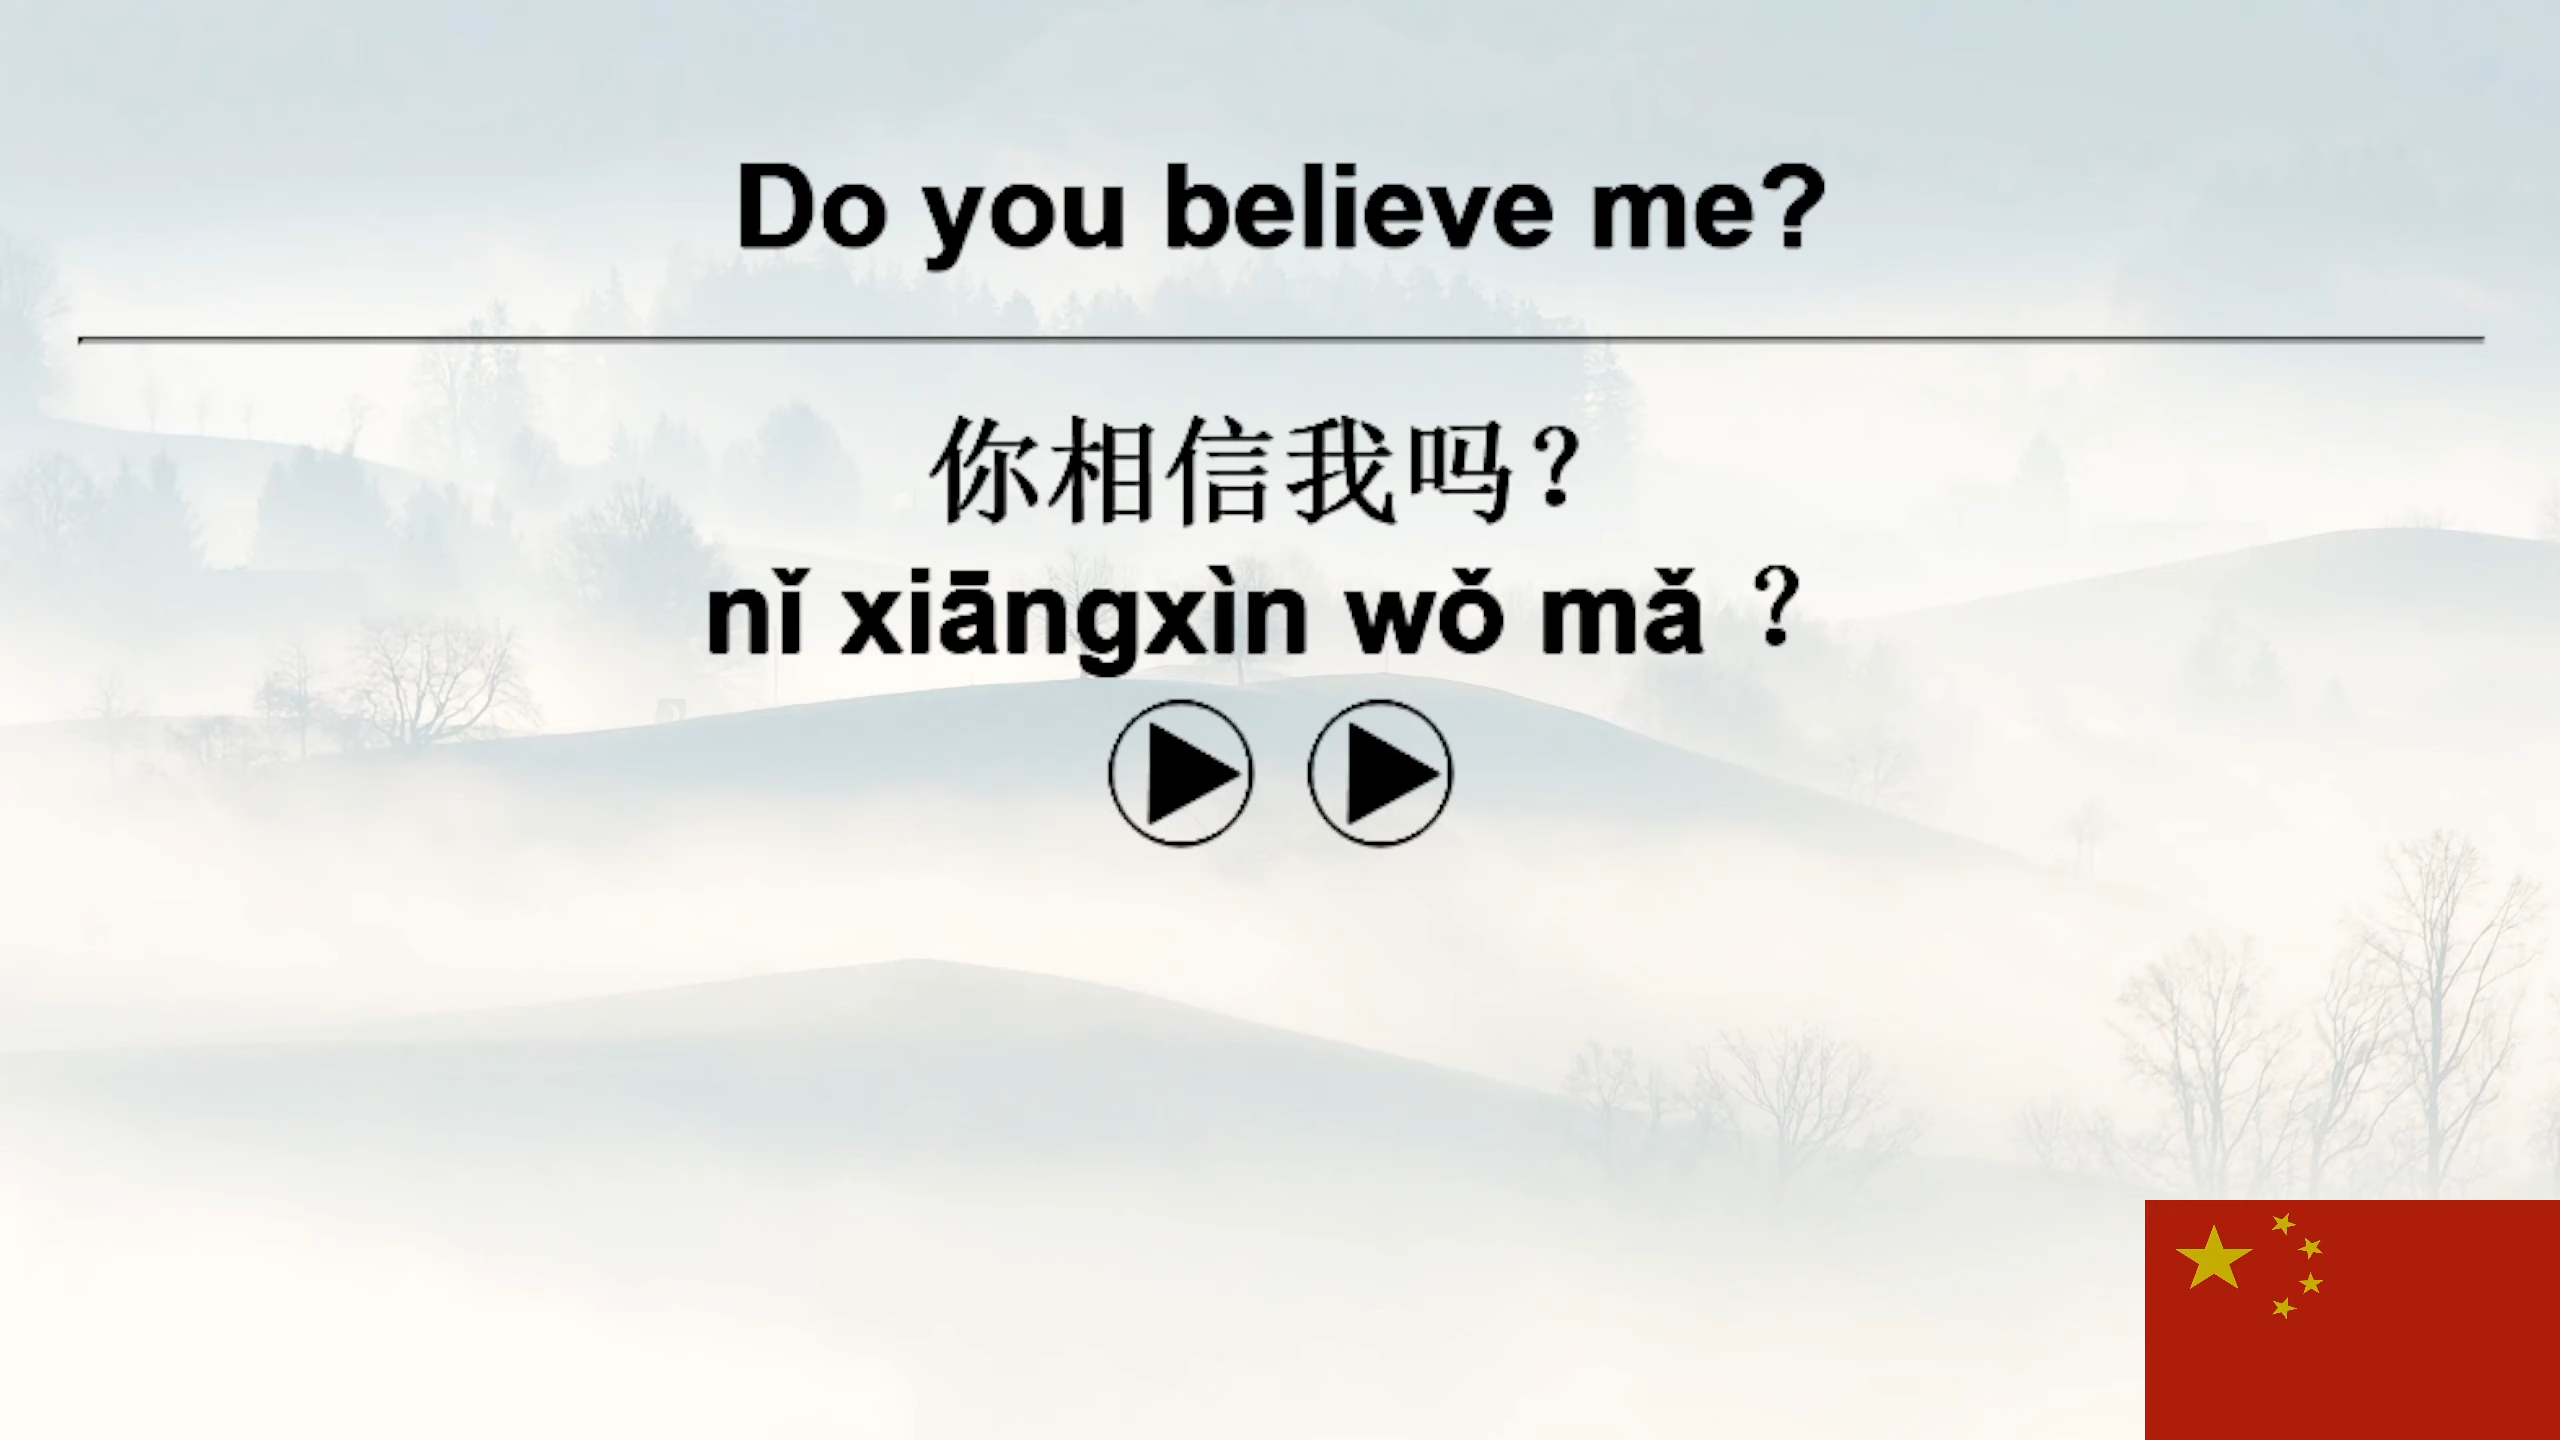 Do you believe me?
你相信我吗？
nǐ xiāngxìn wǒ mǎ ？